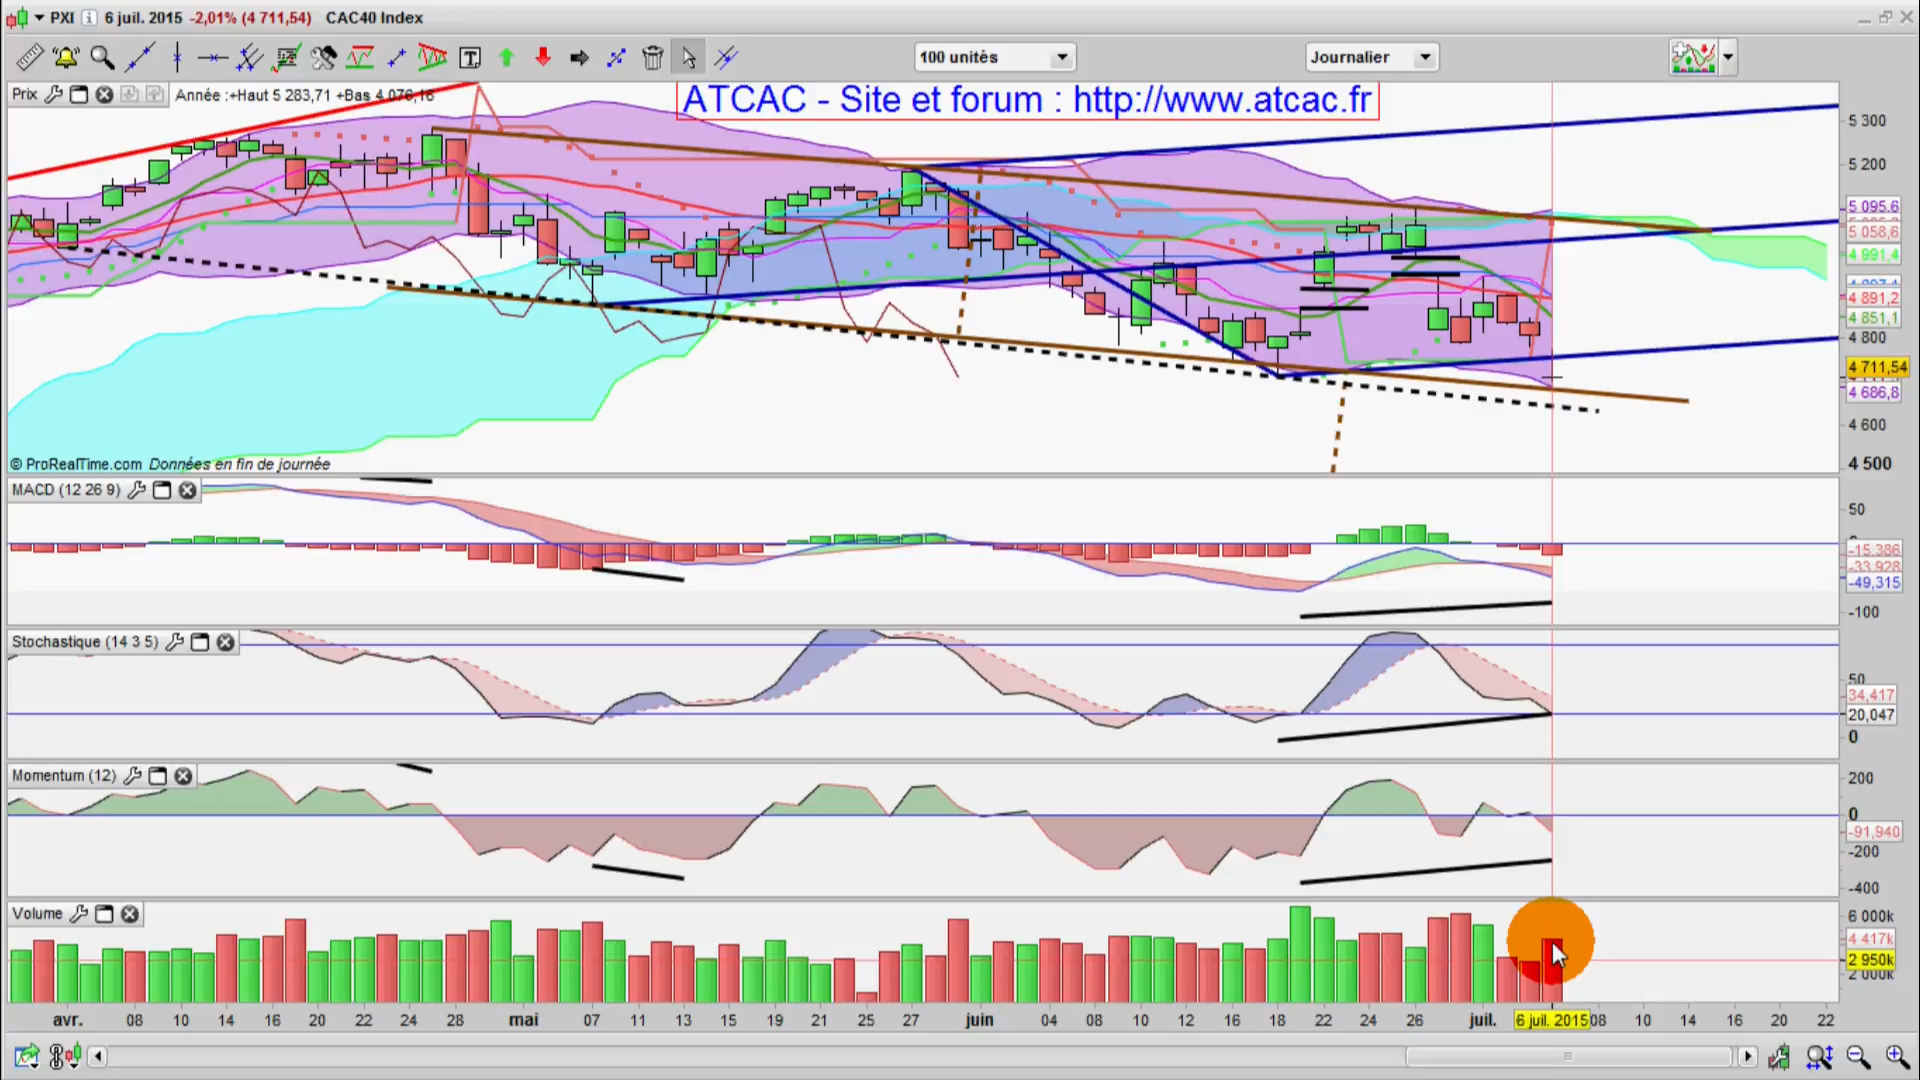 PXI 6 juil. 2015 -2,01% (4 711,54) CAC40 Index
100 unités
Journalier
Prix
Année :+Haut 5 283,71 +Bas 4 076,16
ATCAC - Site et forum : http://www.atcac.fr
5 300
5 200
5 095,6
5 058,6
4 991,4
4 891,2
4 851,1
4 800
4 711,54
4 686,8
4 600
4 500
© ProRealTime.com Données en fin de journée
MACD (12 26 9)
50
-15,386
-33,928
-49,315
-100
Stochastique (14 3 5)
50
34,417
20,047
0
Momentum (12)
200
0
-91,940
-200
-400
Volume
6 000k
4 417k
2 950k
2 000k
avr. 08 10 14 16 20 22 24 28 mai 07 11 13 15 19 21 25 27 juin 04 08 10 12 16 18 22 24 26 juil. 6 juil. 2015 08 10 14 16 20 22